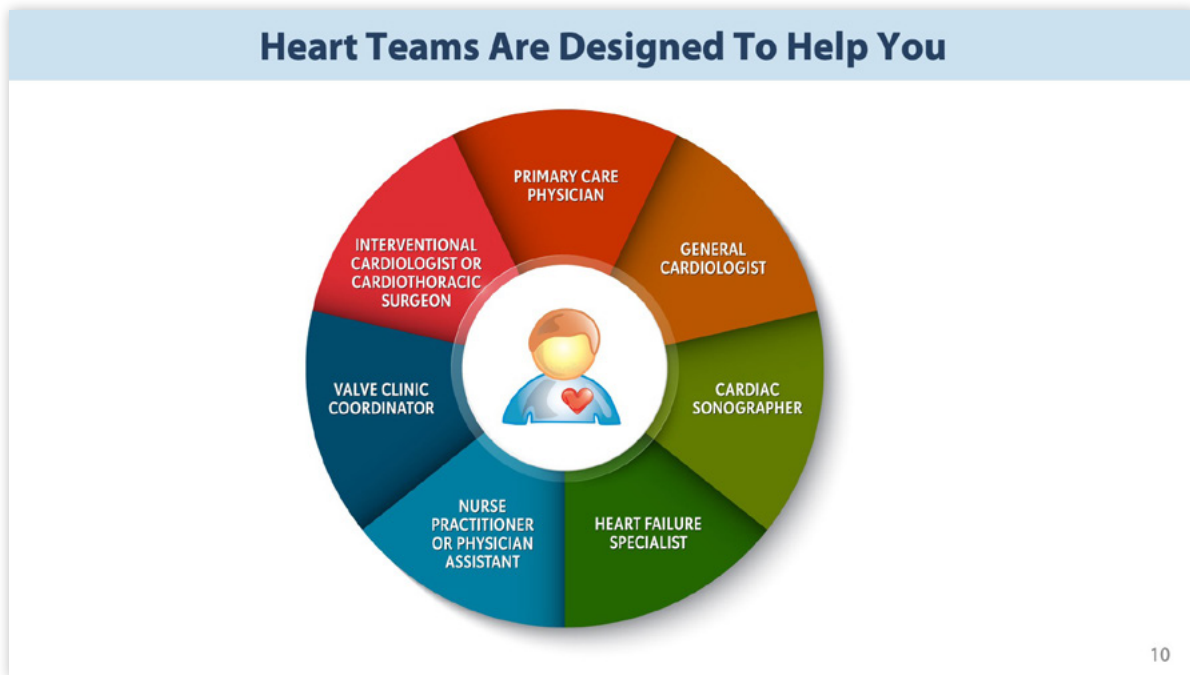 Heart Teams Are Designed To Help You
PRIMARY CARE
PHYSICIAN
GENERAL
CARDIOLOGIST
CARDIAC
SONOGRAPHER
HEART FAILURE
SPECIALIST
NURSE
PRACTITIONER
OR PHYSICIAN
ASSISTANT
VALVE CLINIC
COORDINATOR
INTERVENTIONAL
CARDIOLOGIST OR
CARDIOTHORACIC
SURGEON
10